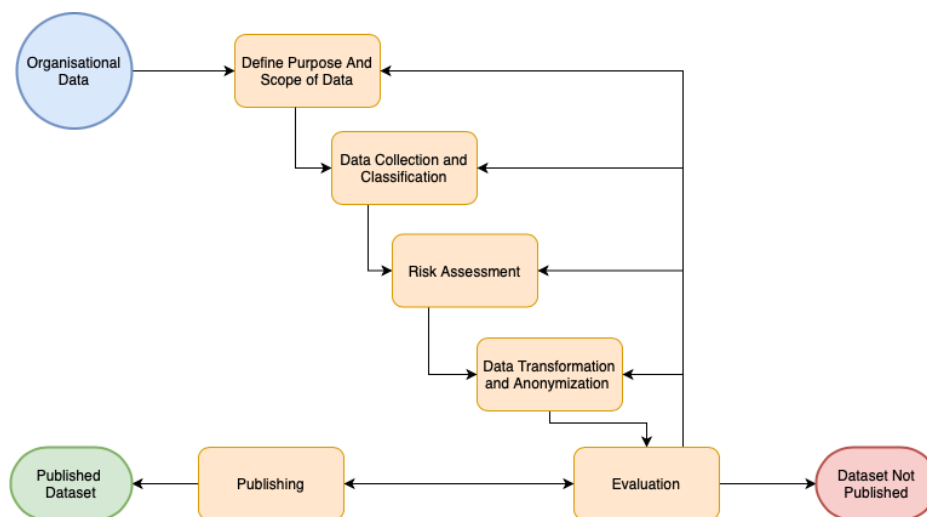 Organisational
Data
Define Purpose And
Scope of Data
Data Collection and
Classification
Risk Assessment
Data Transformation
and Anonymization
Published
Dataset
Publishing
Evaluation
Dataset Not
Published